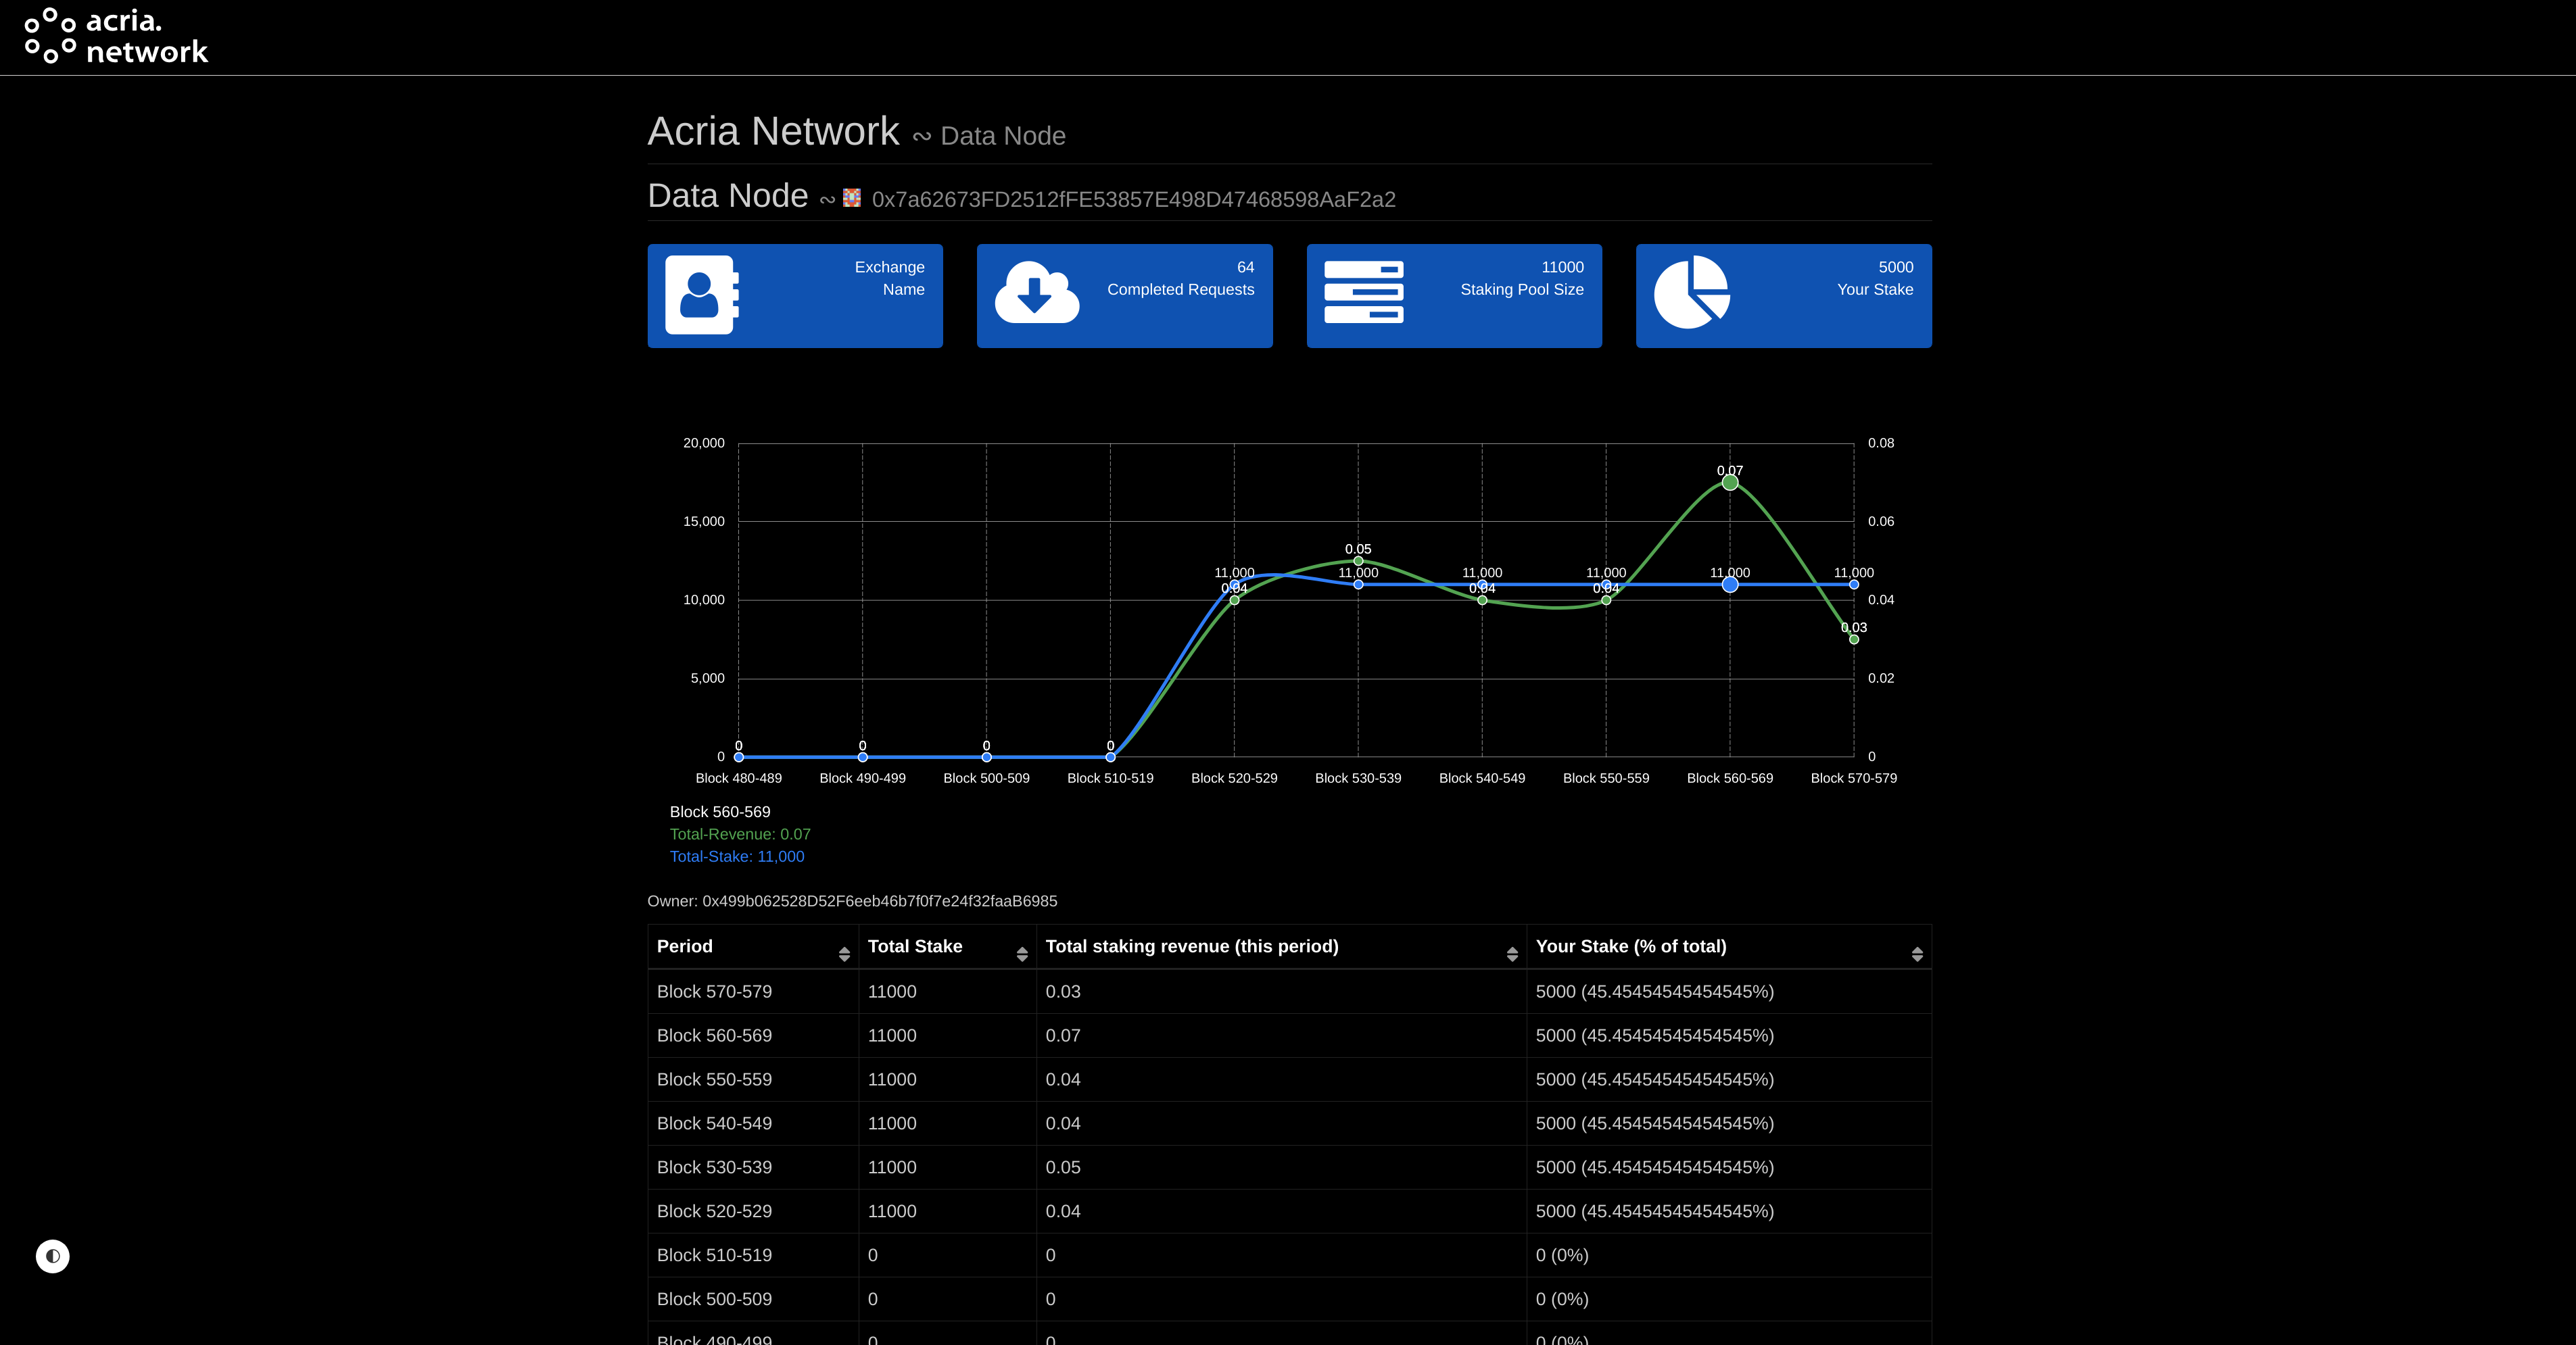 acria.
network
Acria Network ∾ Data Node
Data Node ∾ 0x7a62673FD2512fFE53857E498D47468598AaF2a2
Exchange
Name
64
Completed Requests
11000
Staking Pool Size
5000
Your Stake
20,000
15,000
10,000
5,000
0
0.08
0.06
0.04
0.02
0
0 0 0 0 11,000 11,000 11,000 11,000 11,000 11,000
0.04 0.05 0.04 0.04 0.07 0.03
Block 480-489 Block 490-499 Block 500-509 Block 510-519 Block 520-529 Block 530-539 Block 540-549 Block 550-559 Block 560-569 Block 570-579
Block 560-569
Total-Revenue: 0.07
Total-Stake: 11,000
Owner: 0x499b062528D52F6eeb46b7f0f7e24f32faaB6985
Period Total Stake Total staking revenue (this period) Your Stake (% of total)
Block 570-579 11000 0.03 5000 (45.45454545454545%)
Block 560-569 11000 0.07 5000 (45.45454545454545%)
Block 550-559 11000 0.04 5000 (45.45454545454545%)
Block 540-549 11000 0.04 5000 (45.45454545454545%)
Block 530-539 11000 0.05 5000 (45.45454545454545%)
Block 520-529 11000 0.04 5000 (45.45454545454545%)
Block 510-519 0 0 0 (0%)
Block 500-509 0 0 0 (0%)
Block 490-499 0 0 0 (0%)